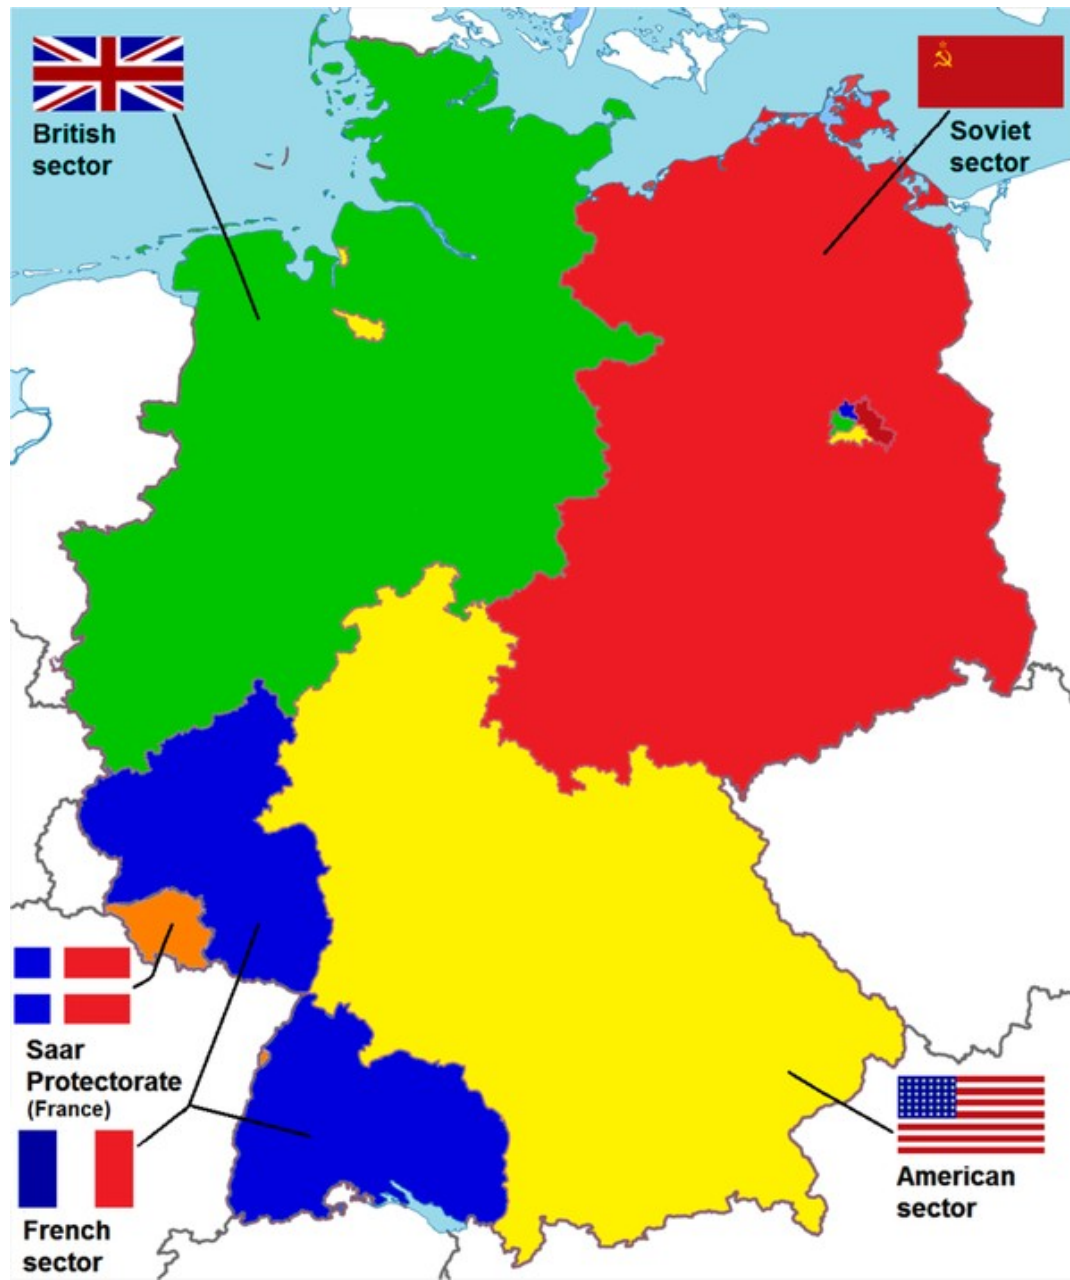 British
sector
Soviet
sector
Saar
Protectorate
(France)
French
sector
American
sector